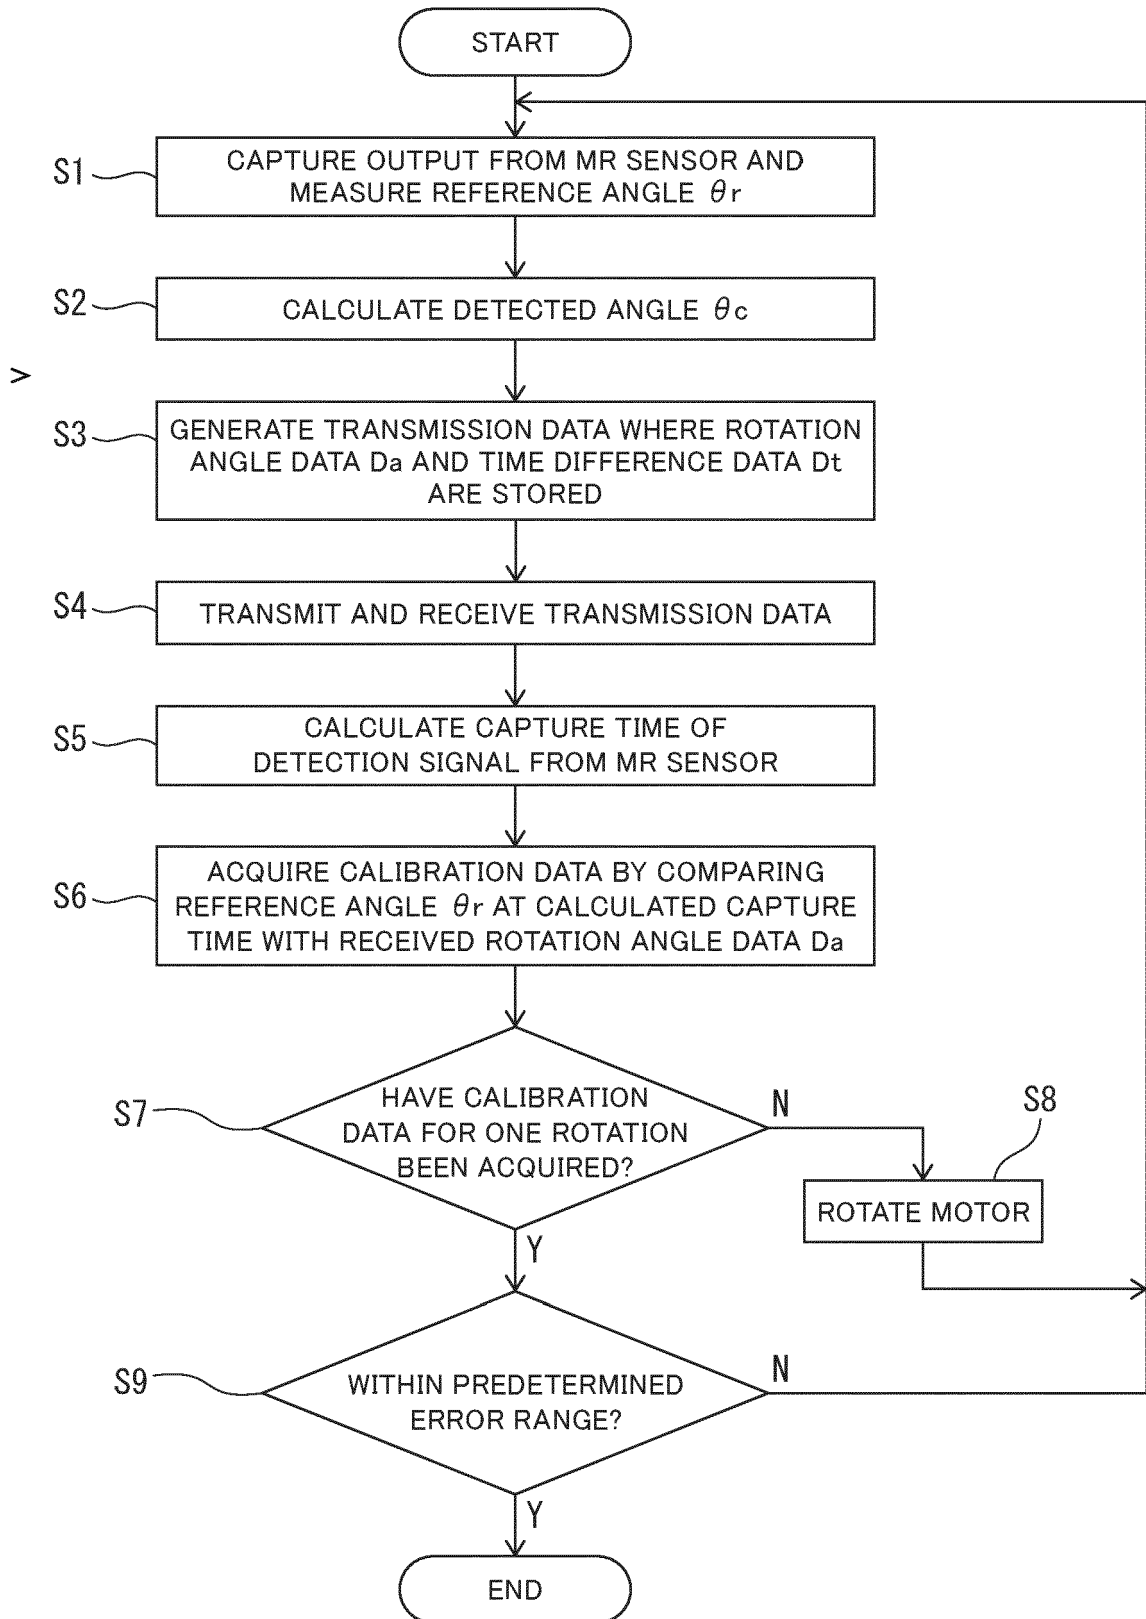 START
S1
CAPTURE OUTPUT FROM MR SENSOR AND
MEASURE REFERENCE ANGLE θr
S2
CALCULATE DETECTED ANGLE θc
>
S3
GENERATE TRANSMISSION DATA WHERE ROTATION
ANGLE DATA Da AND TIME DIFFERENCE DATA Dt
ARE STORED
S4
TRANSMIT AND RECEIVE TRANSMISSION DATA
S5
CALCULATE CAPTURE TIME OF
DETECTION SIGNAL FROM MR SENSOR
S6
ACQUIRE CALIBRATION DATA BY COMPARING
REFERENCE ANGLE θr AT CALCULATED CAPTURE
TIME WITH RECEIVED ROTATION ANGLE DATA Da
S7
HAVE CALIBRATION
DATA FOR ONE ROTATION
BEEN ACQUIRED?
N
S8
ROTATE MOTOR
Y
S9
WITHIN PREDETERMINED
ERROR RANGE?
N
Y
END